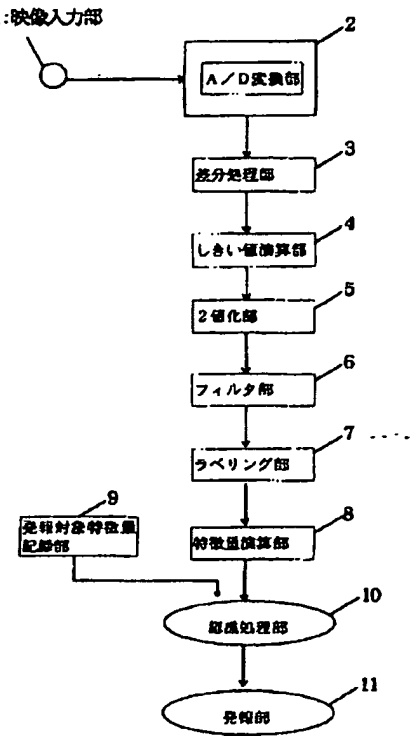 :映像入力部
2
A/D変換部
3
差分処理部
4
しきい値演算部
5
2値化部
6
フィルタ部
7
ラベリング部
9
8
発報対象特徴量
記録部
特徴量演算部
10
認識処理部
11
発報部